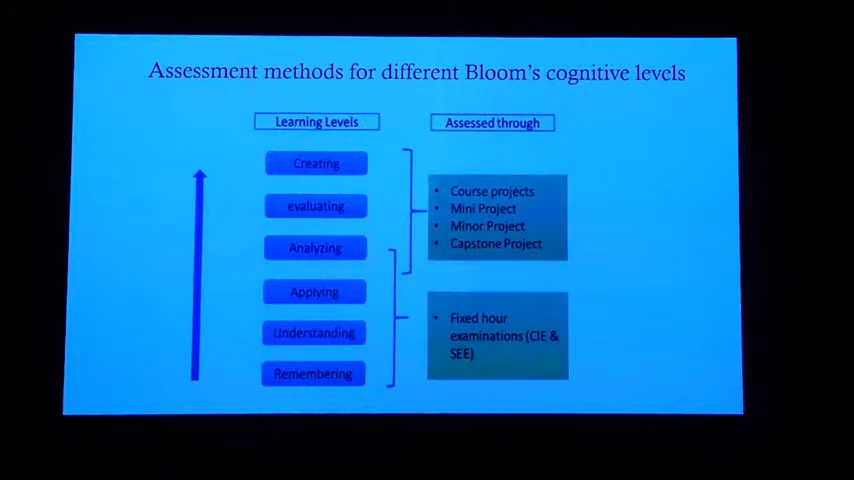 Assessment methods for different Bloom's cognitive levels
Learning Levels
Assessed through
Creating
evaluating
Analyzing
Applying
Understanding
Remembering
• Course projects
• Mini Project
• Minor Project
• Capstone Project
• Fixed hour
examinations (CIE &
SEE)